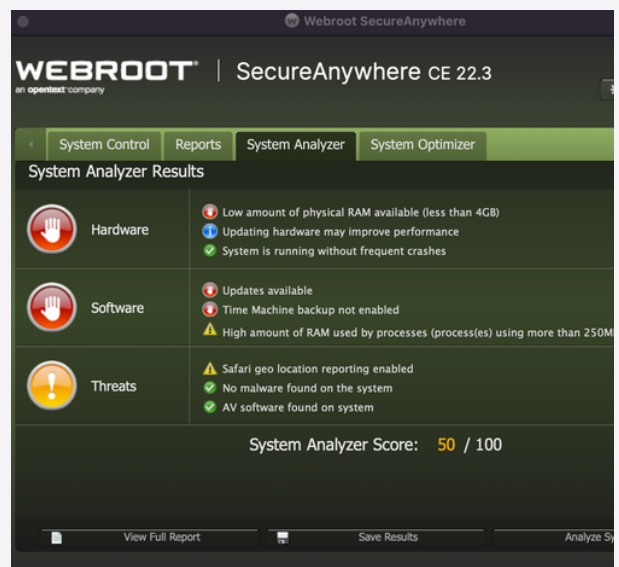 Webroot SecureAnywhere
WEBROOT® | SecureAnywhere CE 22.3
an opentext company
System Control Reports System Analyzer System Optimizer
System Analyzer Results
Hardware
Low amount of physical RAM available (less than 4GB)
Updating hardware may improve performance
System is running without frequent crashes
Software
Updates available
Time Machine backup not enabled
High amount of RAM used by processes (process(es) using more than 250M
Threats
Safari geo location reporting enabled
No malware found on the system
AV software found on system
System Analyzer Score: 50 / 100
View Full Report Save Results Analyze Sy